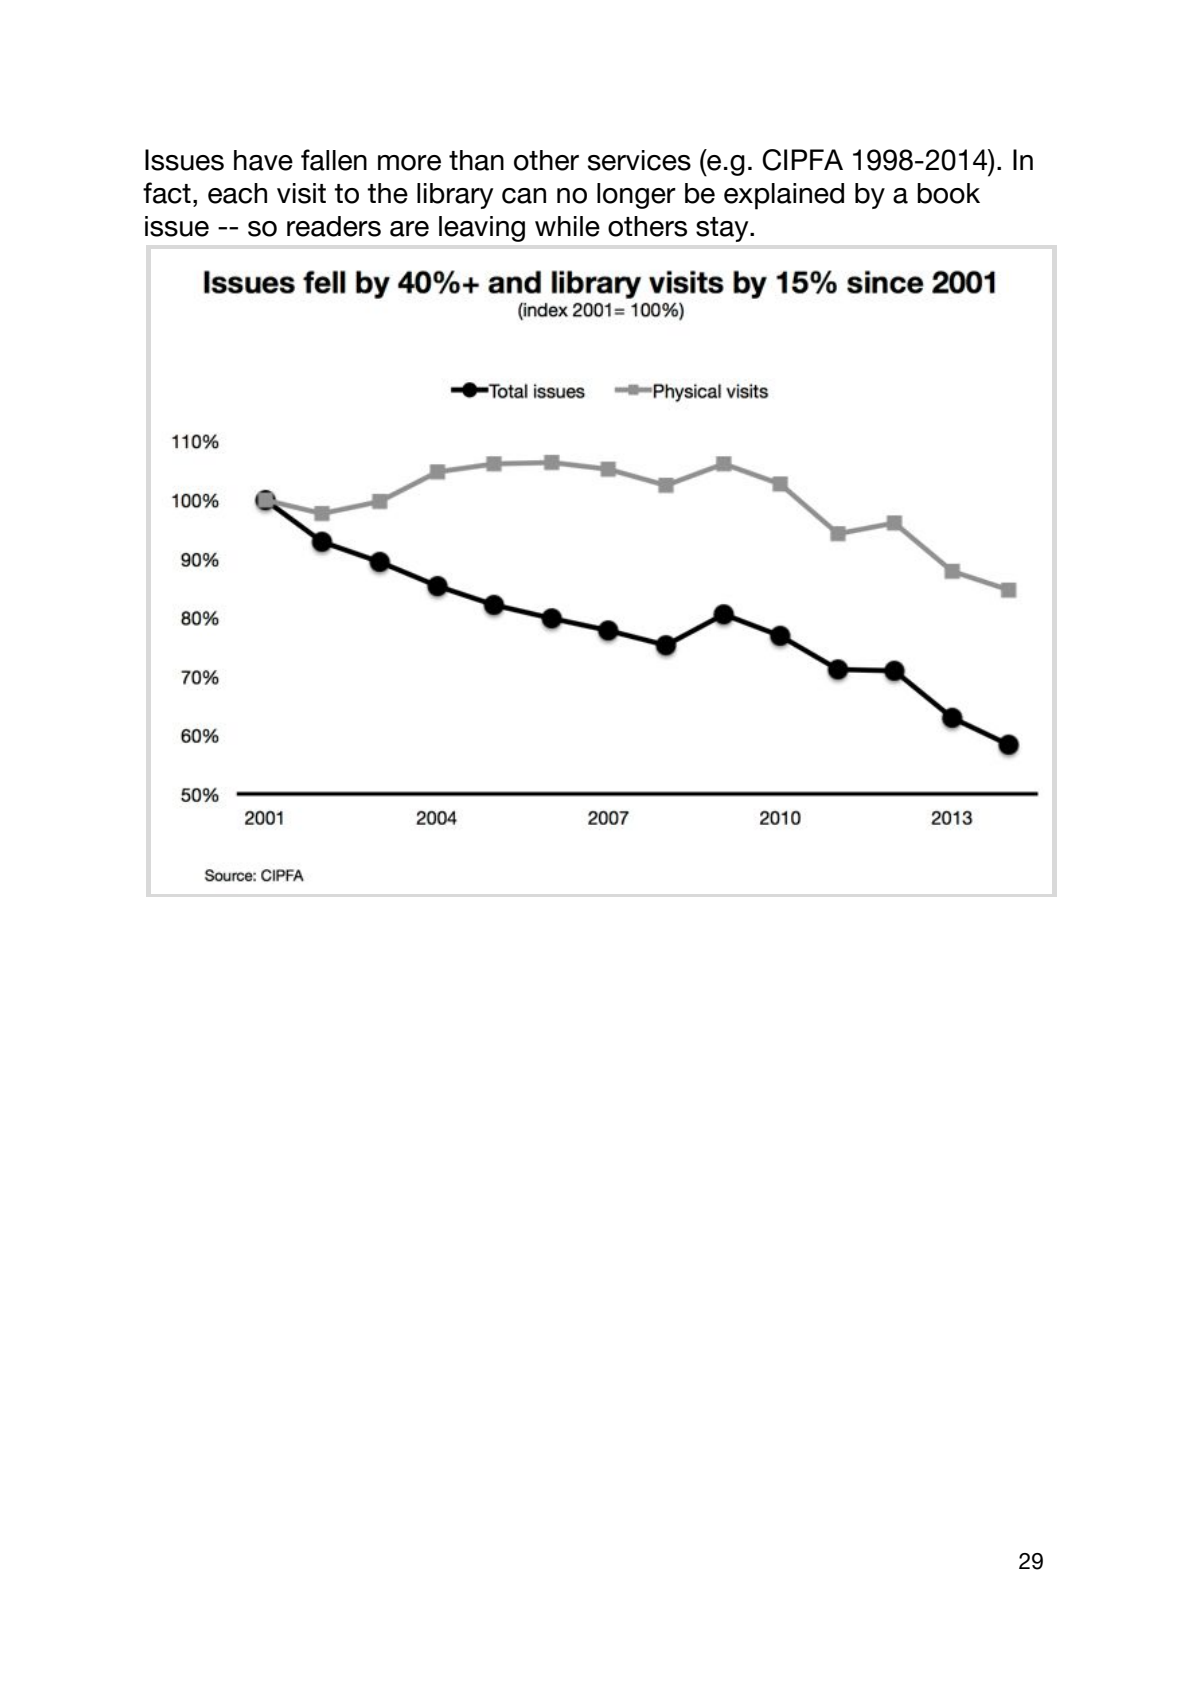 Issues have fallen more than other services (e.g. CIPFA 1998-2014). In
fact, each visit to the library can no longer be explained by a book
issue -- so readers are leaving while others stay.
Issues fell by 40%+ and library visits by 15% since 2001
(index 2001= 100%)
Total issues Physical visits
110%
100%
90%
80%
70%
60%
50%
2001 2004 2007 2010 2013
Source: CIPFA
29